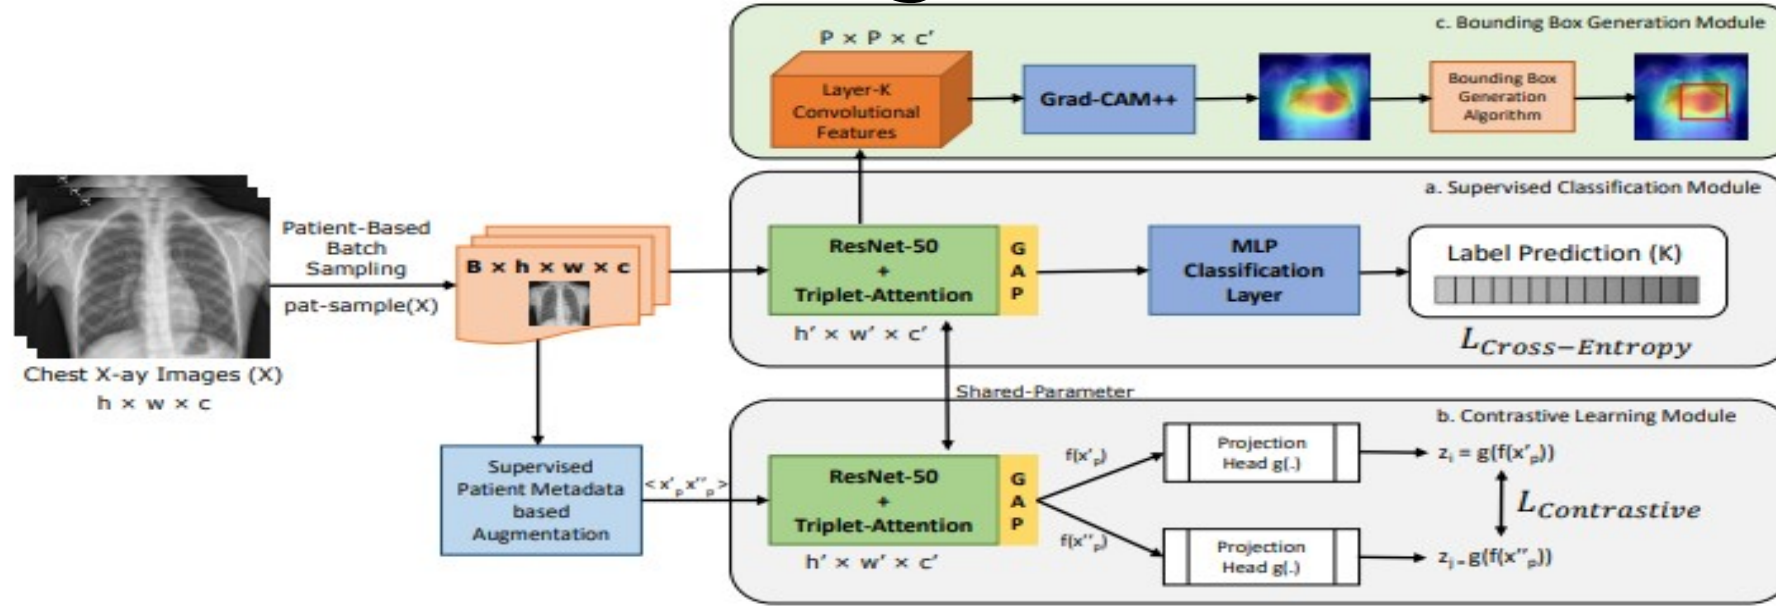 c. Bounding Box Generation Module
P × P × c′
Layer-K
Convolutional
Features
Grad-CAM++
Bounding Box
Generation
Algorithm
a. Supervised Classification Module
Patient-Based
Batch
Sampling
pat-sample(X)
B × h × w × c
ResNet-50
+
Triplet-Attention
G
A
P
h′ × w′ × c′
MLP
Classification
Layer
Label Prediction (K)
L_Cross−Entropy
Chest X-ay Images (X)
h × w × c
Shared-Parameter
b. Contrastive Learning Module
Supervised
Patient Metadata
based
Augmentation
< x′p x′′p >
ResNet-50
+
Triplet-Attention
G
A
P
h′ × w′ × c′
f(x′p)
f(x′′p)
Projection
Head g(.)
Projection
Head g(.)
zi = g(f(x′p))
L_Contrastive
zj = g(f(x′′p))